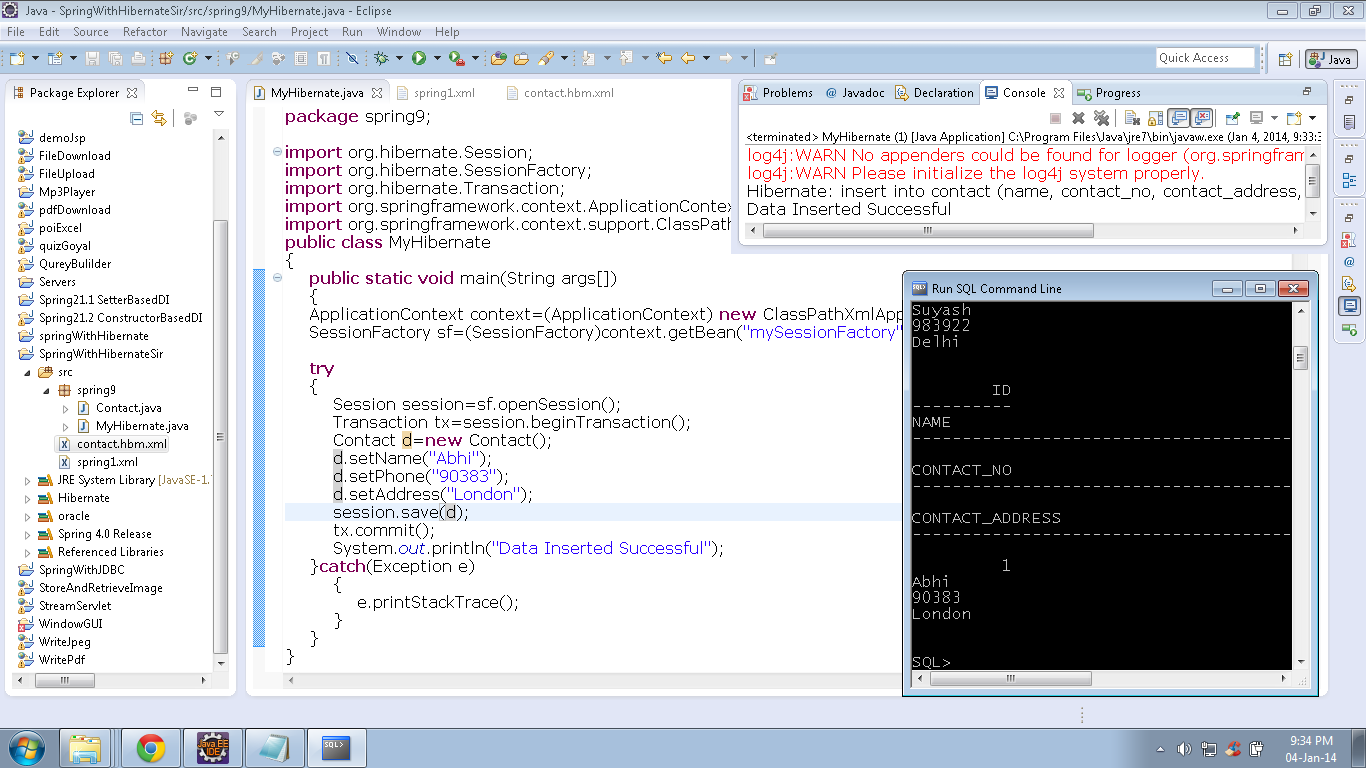 Java - SpringWithHibernateSir/src/spring9/MyHibernate.java - Eclipse
File Edit Source Refactor Navigate Search Project Run Window Help
Quick Access
Java
Package Explorer
demoJsp
FileDownload
FileUpload
Mp3Player
pdfDownload
poiExcel
quizGoyal
QureyBulilder
Servers
Spring21.1 SetterBasedDI
Spring21.2 ConstructorBasedDI
springWithHibernate
SpringWithHibernateSir
src
spring9
Contact.java
MyHibernate.java
contact.hbm.xml
spring1.xml
JRE System Library [JavaSE-1.
Hibernate
oracle
Spring 4.0 Release
Referenced Libraries
SpringWithJDBC
StoreAndRetrieveImage
StreamServlet
WindowGUI
WriteJpeg
WritePdf
MyHibernate.java spring1.xml contact.hbm.xml
package spring9;
import org.hibernate.Session;
import org.hibernate.SessionFactory;
import org.hibernate.Transaction;
import org.springframework.context.ApplicationContex
import org.springframework.context.support.ClassPath
public class MyHibernate
{
public static void main(String args[])
{
ApplicationContext context=(ApplicationContext) new ClassPathXmlApp
SessionFactory sf=(SessionFactory)context.getBean("mySessionFactory"
try
{
Session session=sf.openSession();
Transaction tx=session.beginTransaction();
Contact d=new Contact();
d.setName("Abhi");
d.setPhone("90383");
d.setAddress("London");
session.save(d);
tx.commit();
System.out.println("Data Inserted Successful");
}catch(Exception e)
{
e.printStackTrace();
}
}
}
Problems Javadoc Declaration Console Progress
<terminated> MyHibernate (1) [Java Application] C:\Program Files\Java\jre7\bin\javaw.exe (Jan 4, 2014, 9:33:3
log4j:WARN No appenders could be found for logger (org.springfram
log4j:WARN Please initialize the log4j system properly.
Hibernate: insert into contact (name, contact_no, contact_address,
Data Inserted Successful
Run SQL Command Line
Suyash
983922
Delhi
ID
----------
NAME
--------------------------------------
CONTACT_NO
--------------------------------------
CONTACT_ADDRESS
--------------------------------------
1
Abhi
90383
London
SQL>
9:34 PM
04-Jan-14